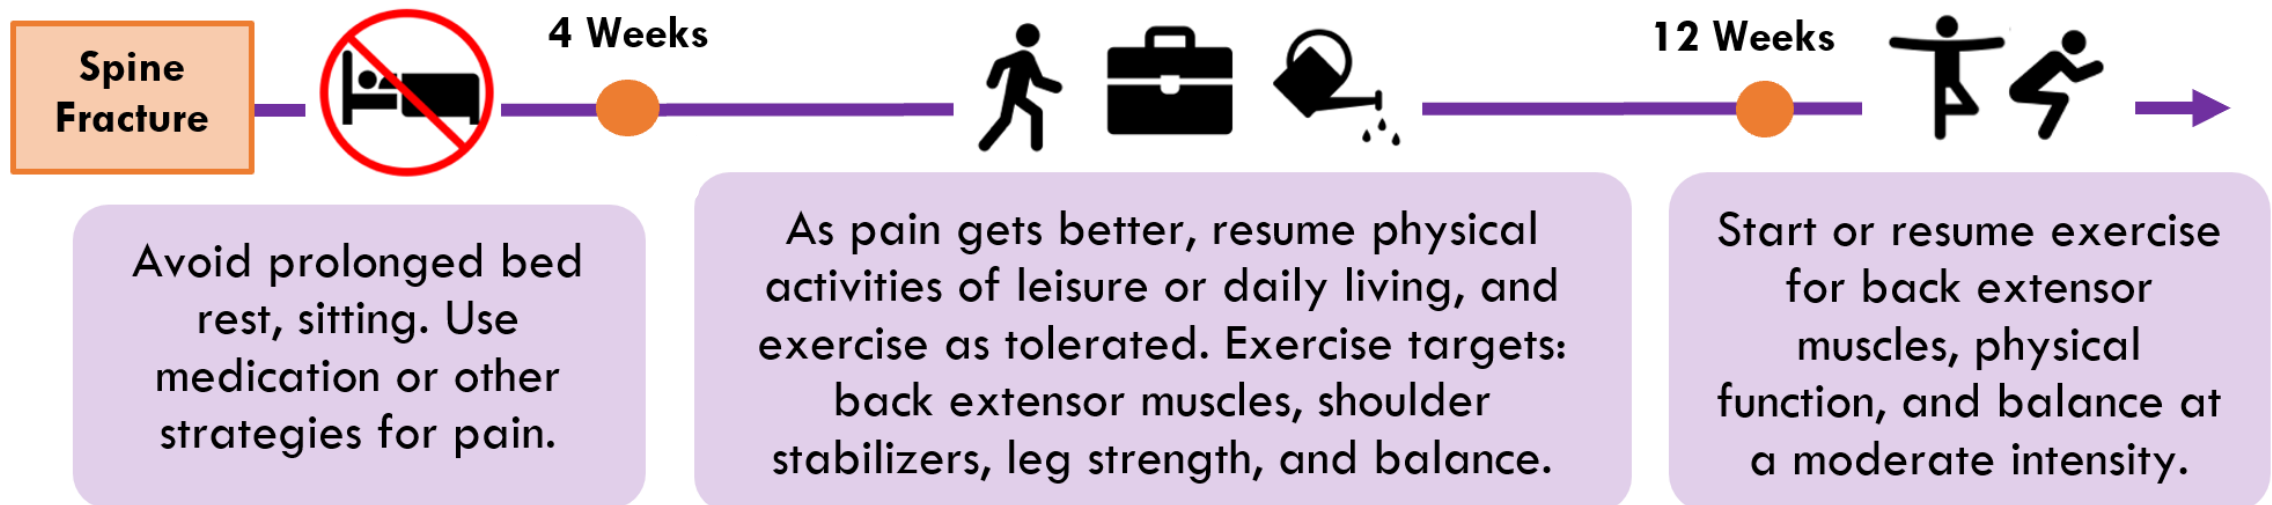 Spine
Fracture
4 Weeks
12 Weeks
Avoid prolonged bed
rest, sitting. Use
medication or other
strategies for pain.
As pain gets better, resume physical
activities of leisure or daily living, and
exercise as tolerated. Exercise targets:
back extensor muscles, shoulder
stabilizers, leg strength, and balance.
Start or resume exercise
for back extensor
muscles, physical
function, and balance at
a moderate intensity.